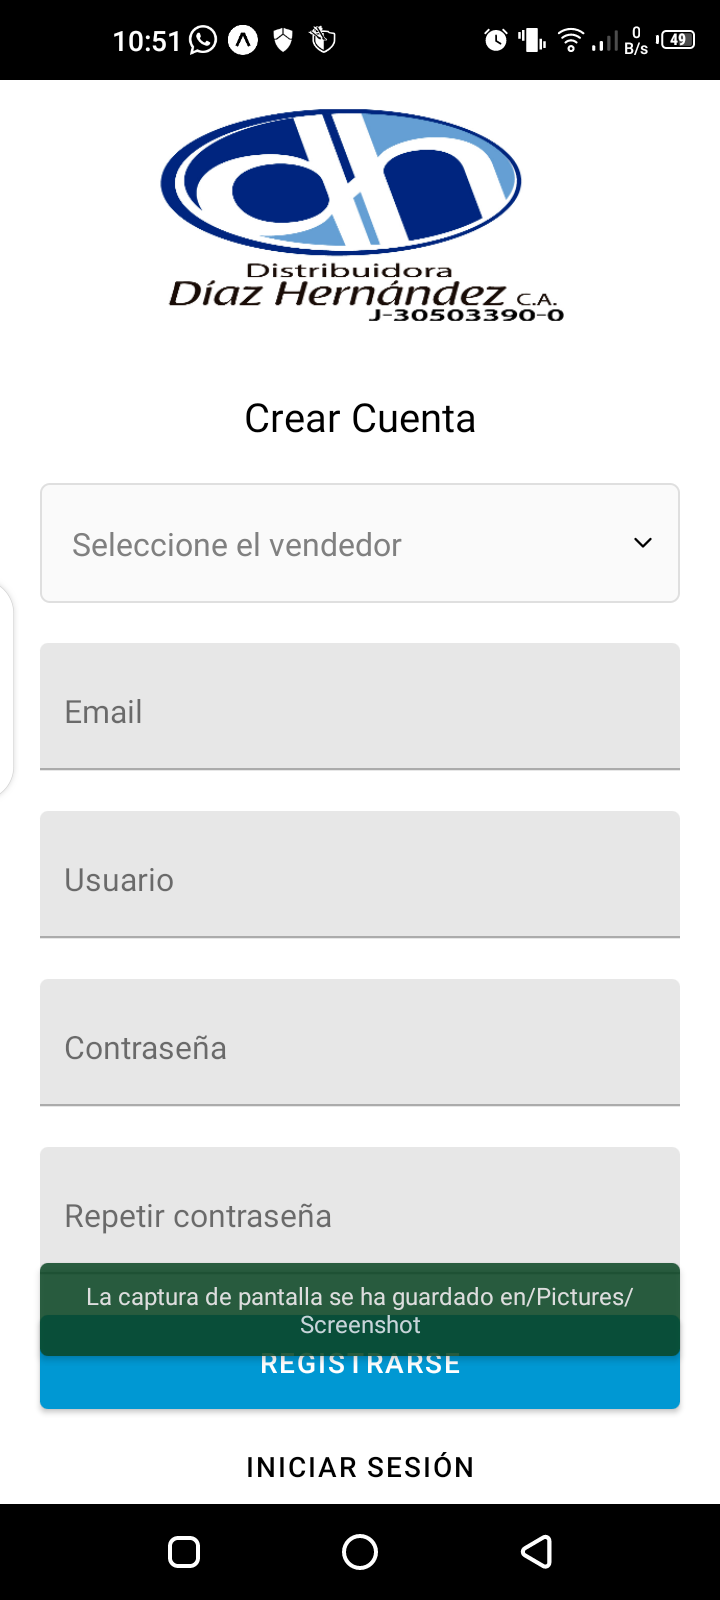 10:51
0
B/s
49
dh
Distribuidora
Díaz Hernández C.A.
J-30503390-0
Crear Cuenta
Seleccione el vendedor
Email
Usuario
Contraseña
Repetir contraseña
La captura de pantalla se ha guardado en/Pictures/
Screenshot
REGISTRARSE
INICIAR SESIÓN